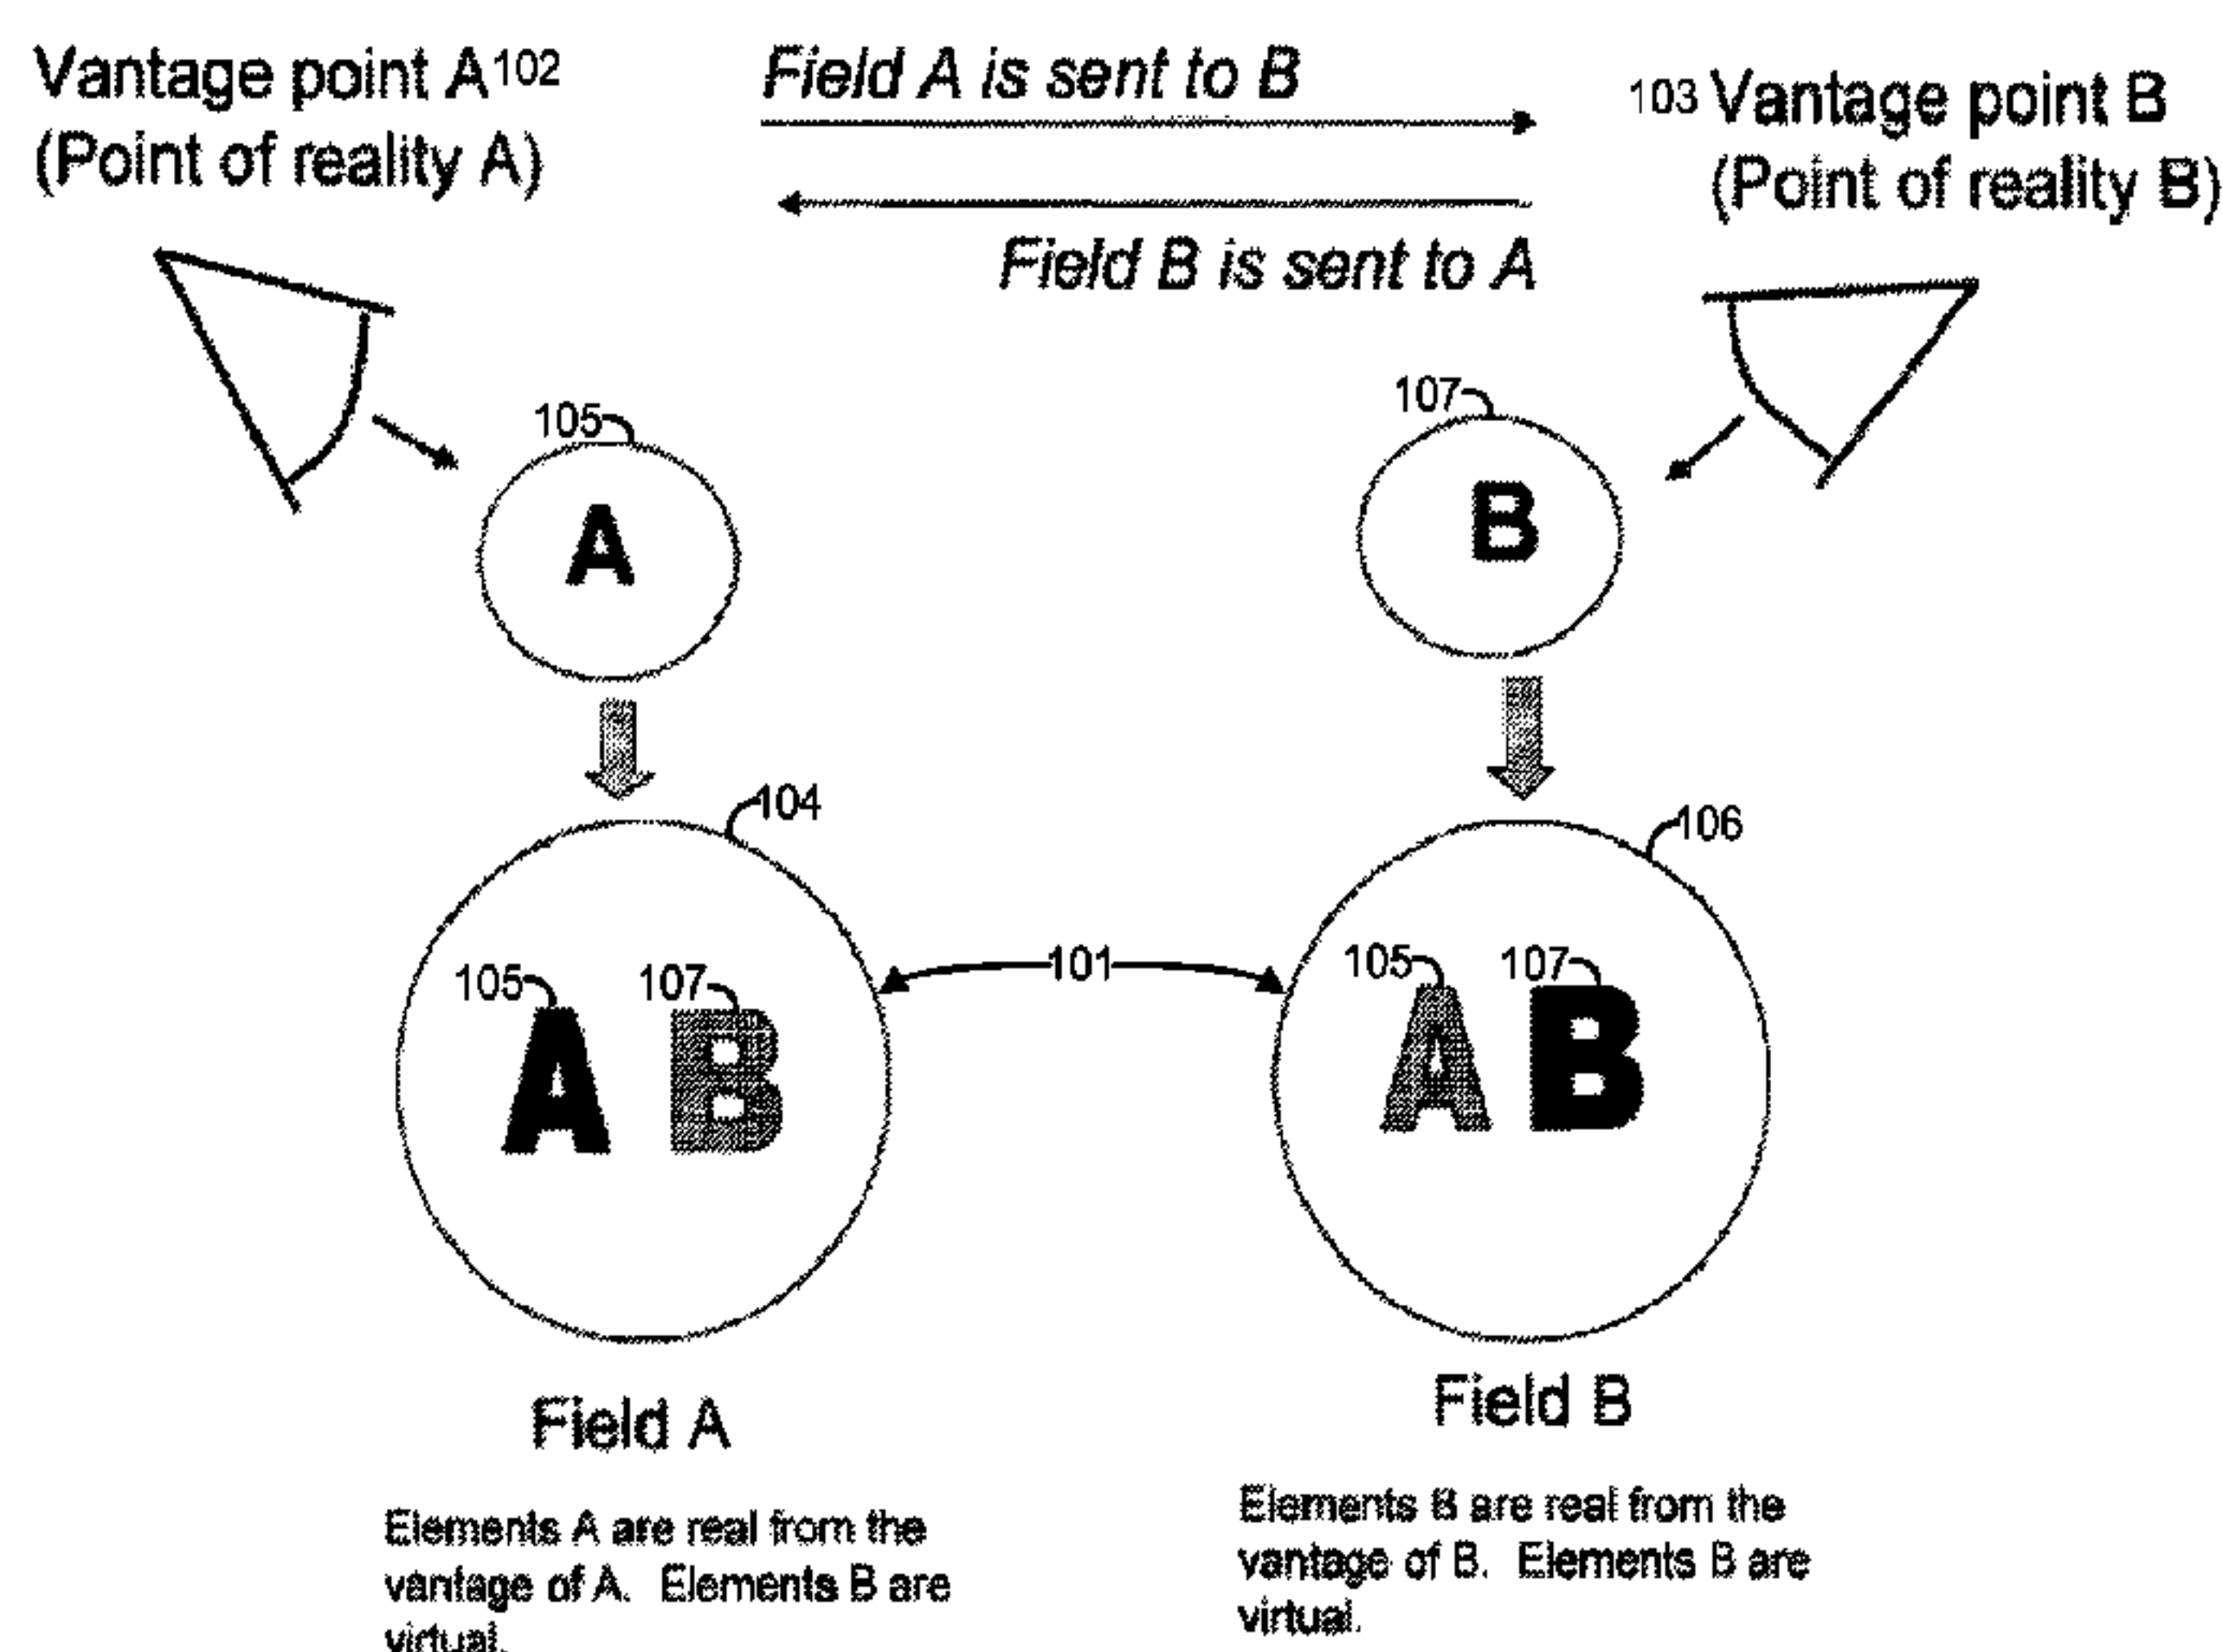 Vantage point A 102
(Point of reality A)
Field A is sent to B
103 Vantage point B
(Point of reality B)
Field B is sent to A
105
A
107
B
104
106
105 107
A B
101
105 107
A B
Field A
Field B
Elements A are real from the
vantage of A. Elements B are
virtual.
Elements B are real from the
vantage of B. Elements B are
virtual.